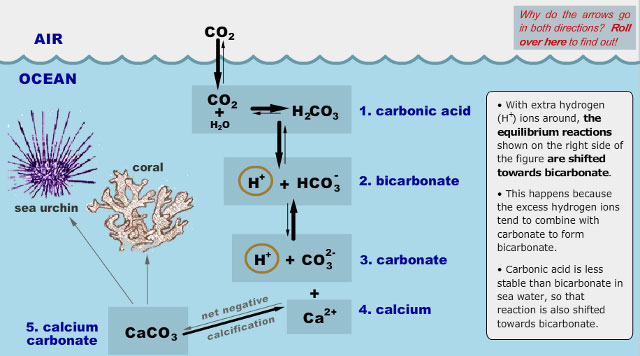 Why do the arrows go
in both directions? Roll
over here to find out!
AIR
CO₂
OCEAN
CO₂
+
H₂O
H₂CO₃
1. carbonic acid
H⁺ + HCO₃⁻
2. bicarbonate
H⁺ + CO₃²⁻
3. carbonate
+
Ca²⁺
4. calcium
net negative
calcification
5. calcium
carbonate
CaCO₃
sea urchin
coral
• With extra hydrogen
(H⁺) ions around, the
equilibrium reactions
shown on the right side of
the figure are shifted
towards bicarbonate.
• This happens because
the excess hydrogen ions
tend to combine with
carbonate to form
bicarbonate.
• Carbonic acid is less
stable than bicarbonate in
sea water, so that
reaction is also shifted
towards bicarbonate.